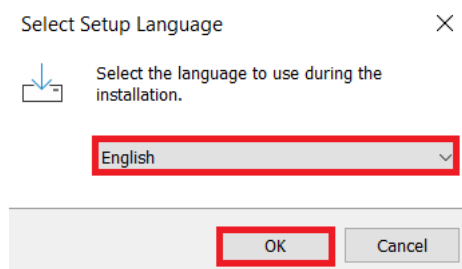 Select Setup Language
Select the language to use during the
installation.
English
OK Cancel